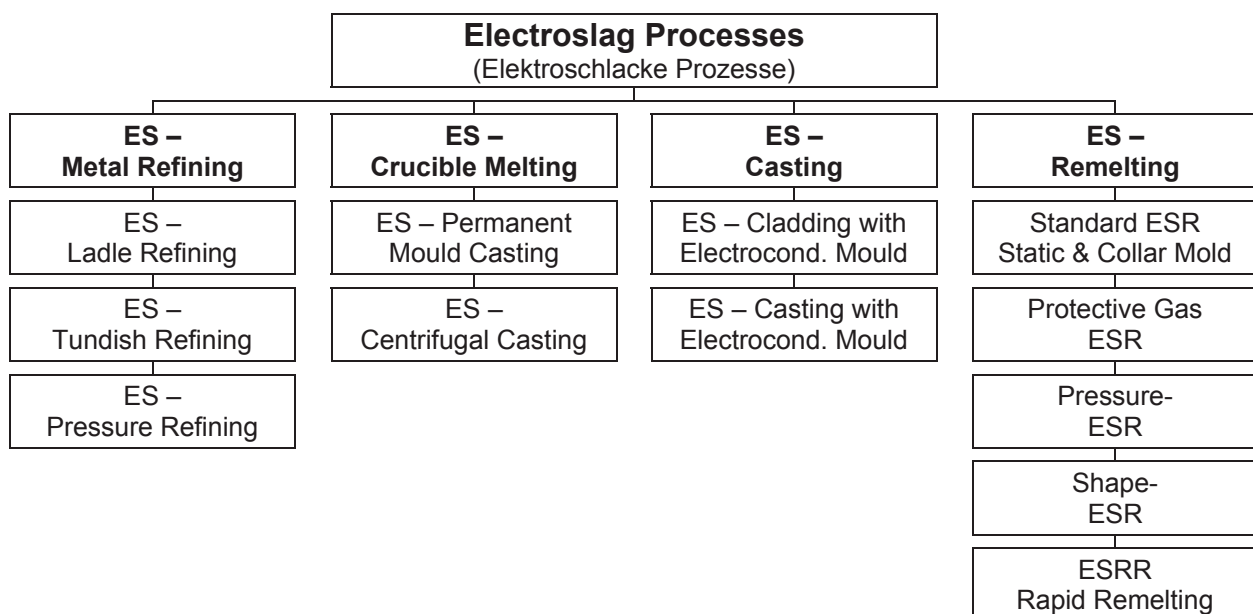 Electroslag Processes
(Elektroschlacke Prozesse)
ES –
Metal Refining
ES –
Ladle Refining
ES –
Tundish Refining
ES –
Pressure Refining
ES –
Crucible Melting
ES – Permanent
Mould Casting
ES –
Centrifugal Casting
ES –
Casting
ES – Cladding with
Electrocond. Mould
ES – Casting with
Electrocond. Mould
ES –
Remelting
Standard ESR
Static & Collar Mold
Protective Gas
ESR
Pressure-
ESR
Shape-
ESR
ESRR
Rapid Remelting